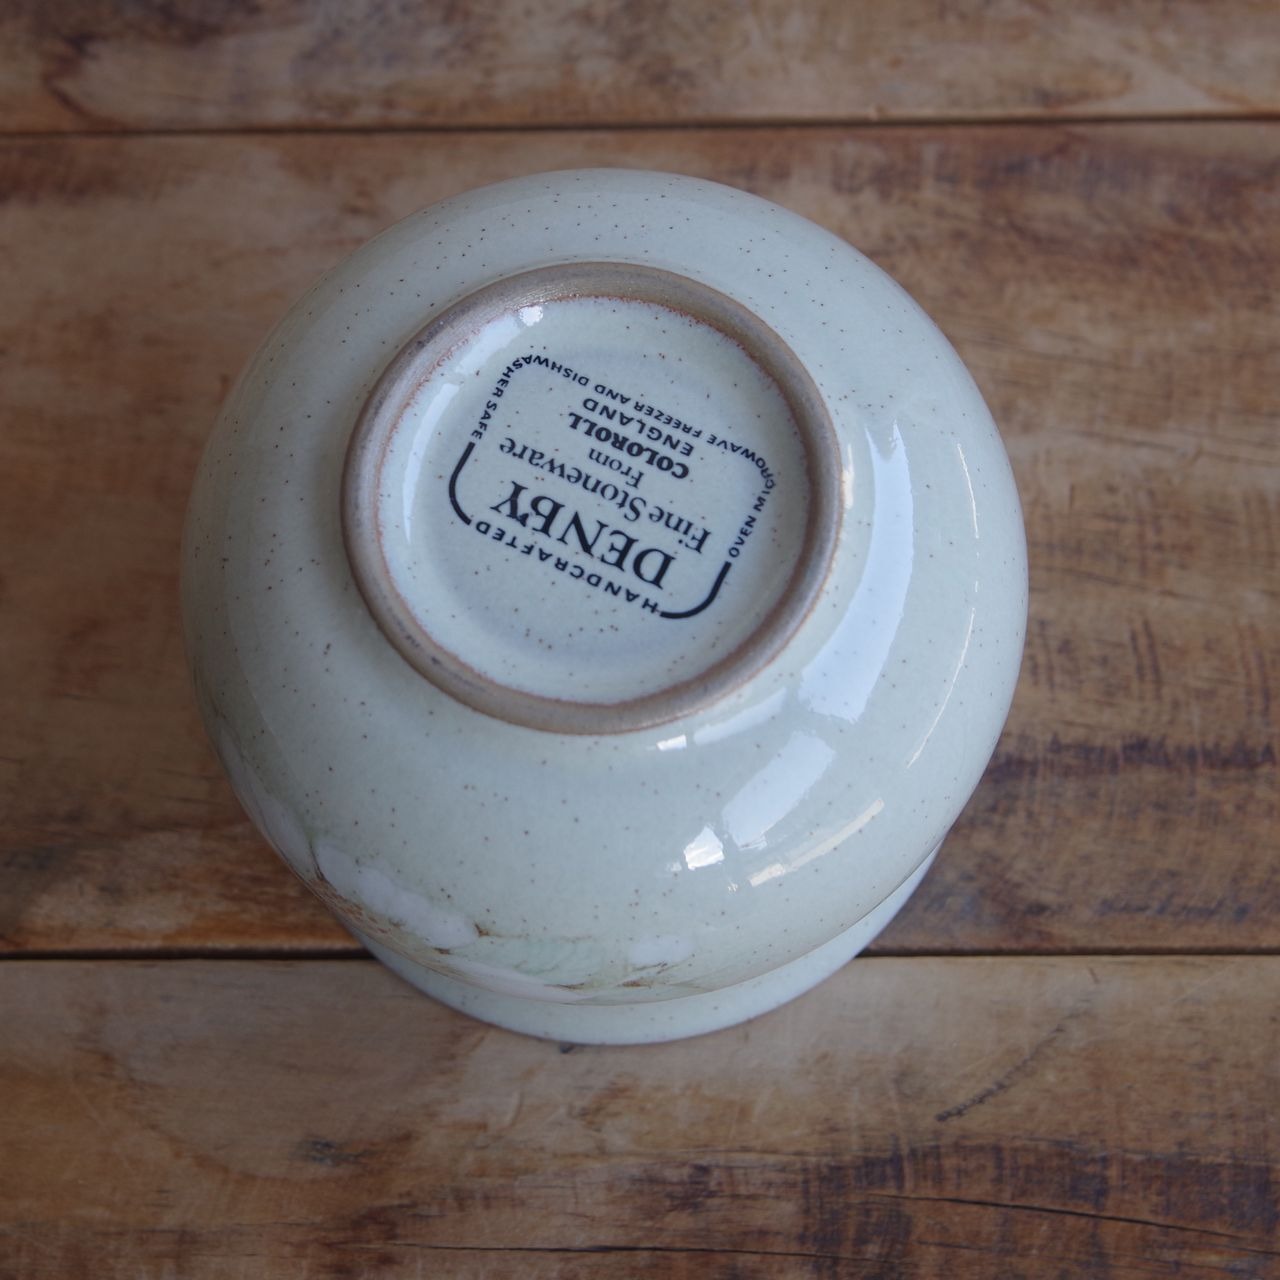 HANDCRAFTED
DENBY
Fine Stoneware
From
COLOROLL
ENGLAND
OVEN MICROWAVE FREEZER AND DISHWASHER SAFE